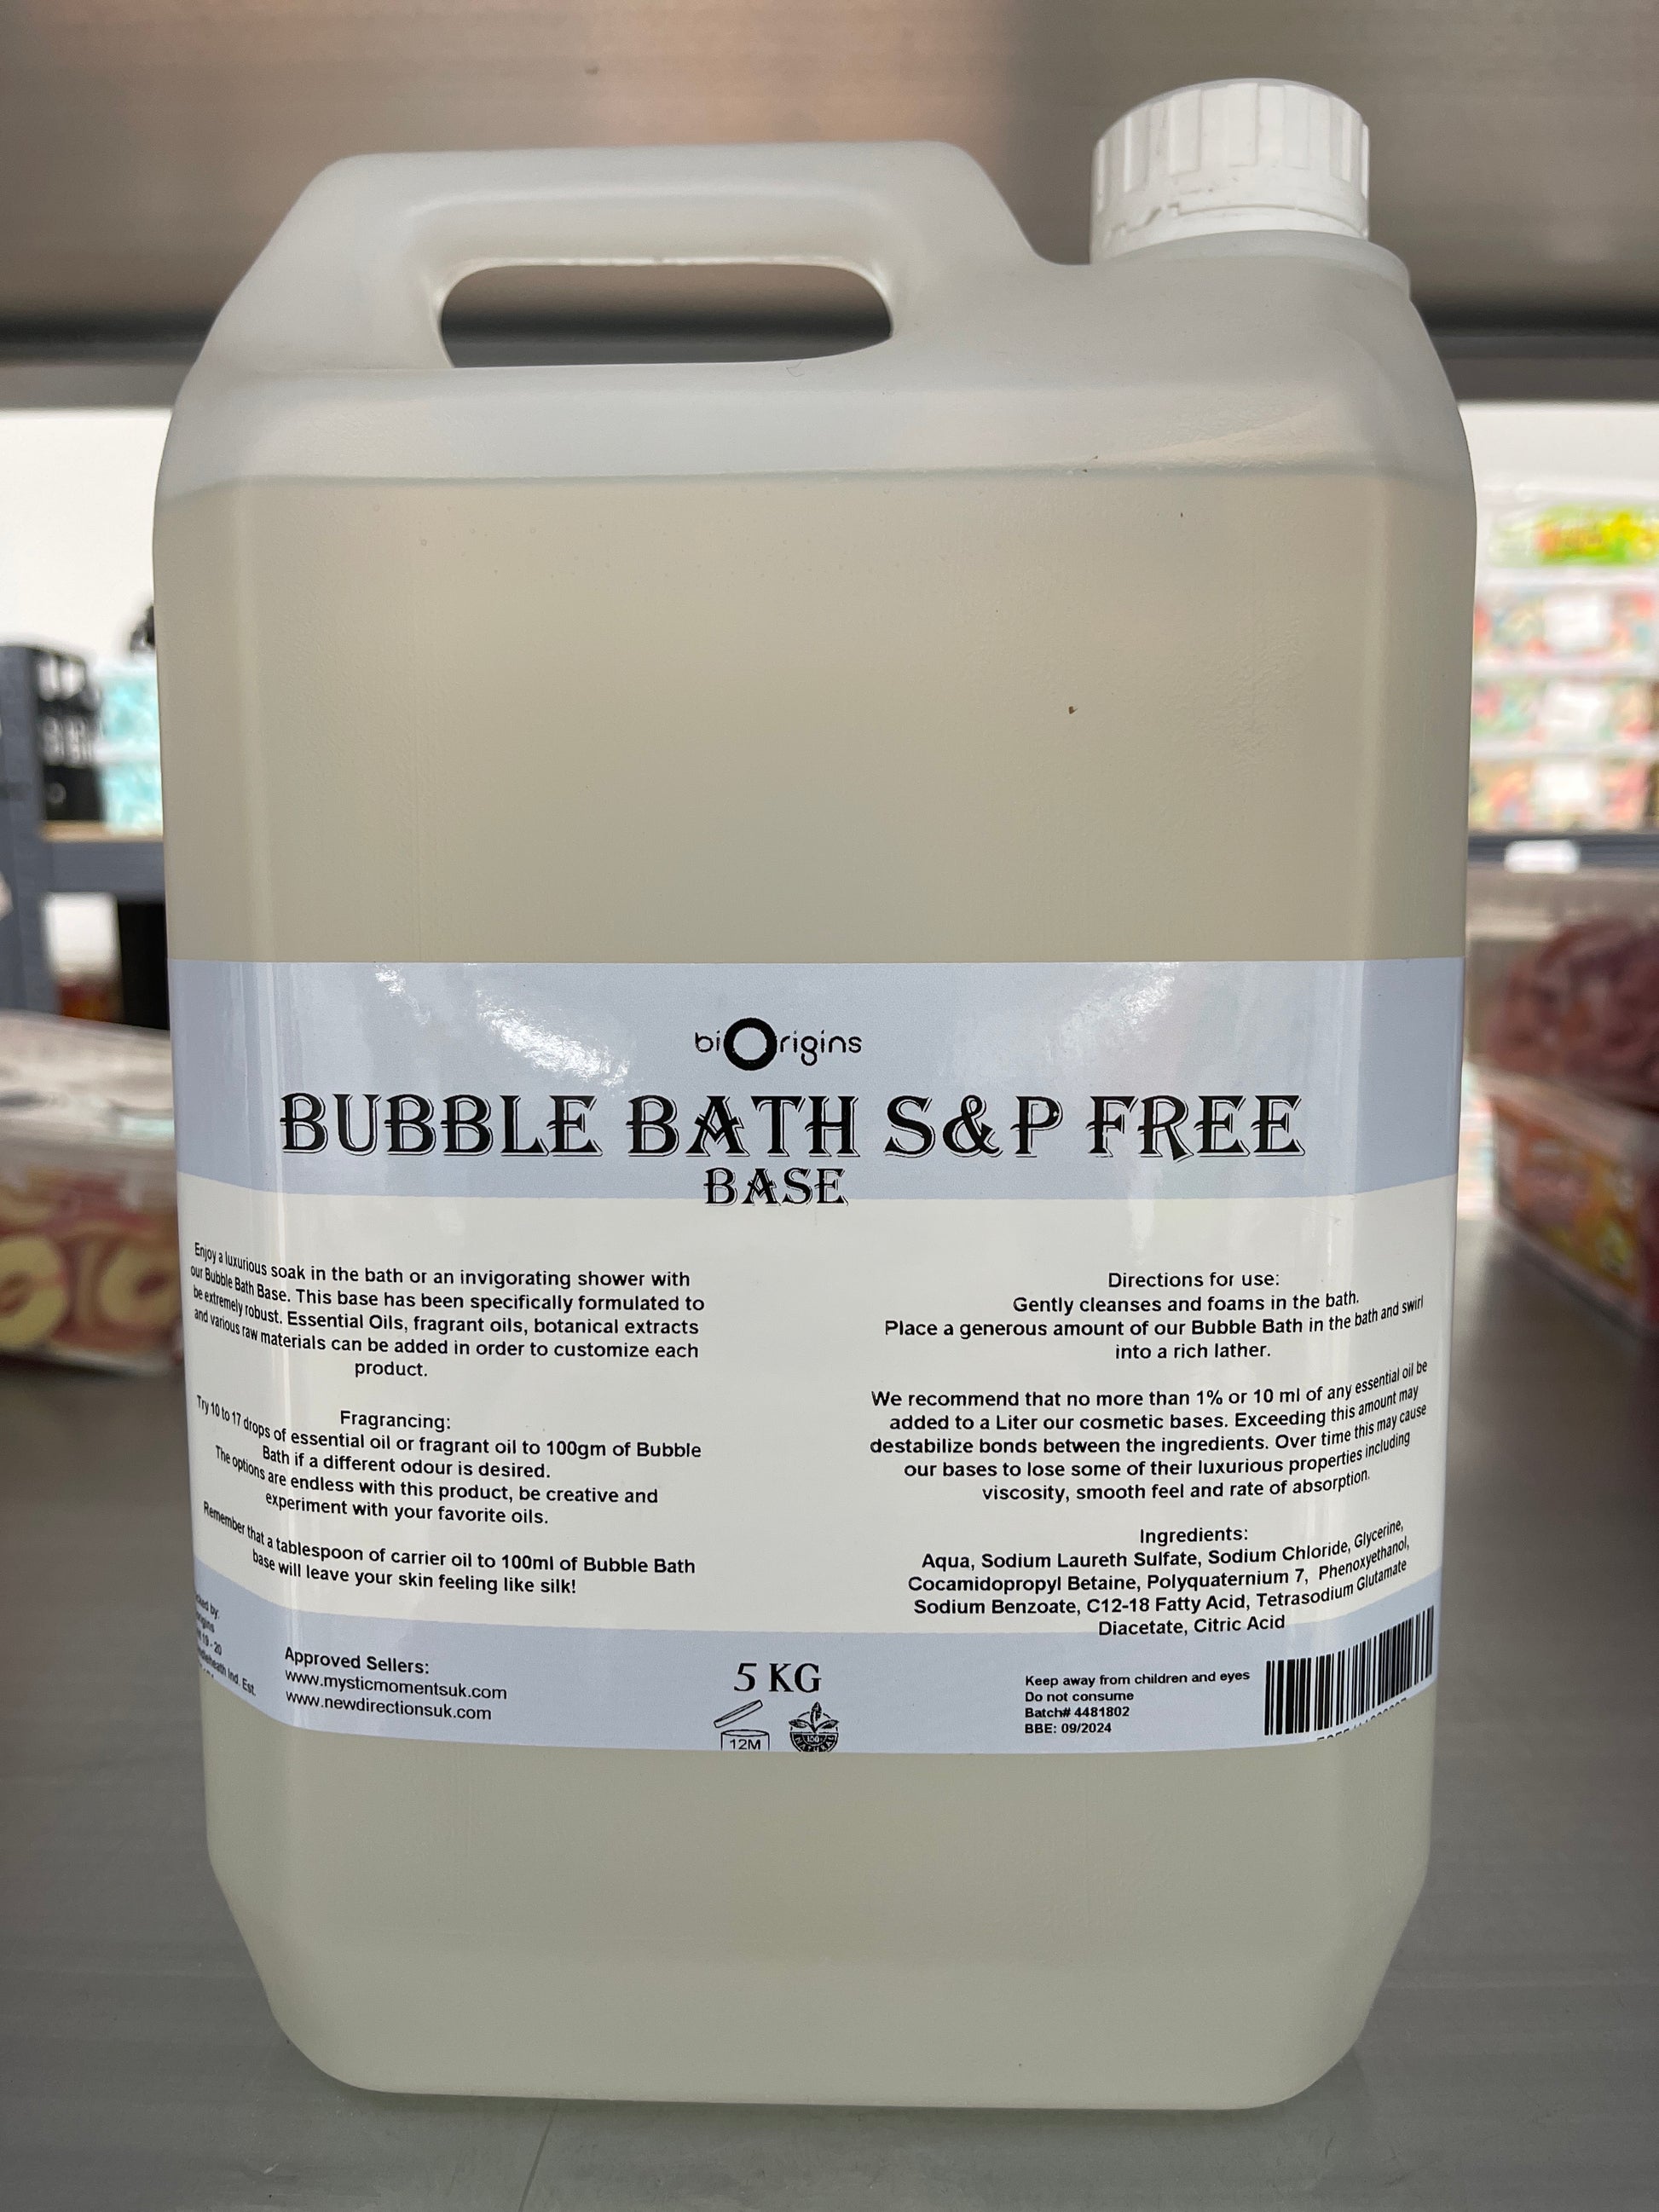 biOrigins
BUBBLE BATH S&P FREE
BASE
Enjoy a luxurious soak in the bath or an invigorating shower with
our Bubble Bath Base. This base has been specifically formulated to
be extremely robust. Essential Oils, fragrant oils, botanical extracts
and various raw materials can be added in order to customize each
product.
Fragrancing:
Try 10 to 17 drops of essential oil or fragrant oil to 100gm of Bubble
Bath if a different odour is desired.
The options are endless with this product, be creative and
experiment with your favorite oils.
Remember that a tablespoon of carrier oil to 100ml of Bubble Bath
base will leave your skin feeling like silk!
Directions for use:
Gently cleanses and foams in the bath.
Place a generous amount of our Bubble Bath in the bath and swirl
into a rich lather.
We recommend that no more than 1% or 10 ml of any essential oil be
added to a Liter our cosmetic bases. Exceeding this amount may
destabilize bonds between the ingredients. Over time this may cause
our bases to lose some of their luxurious properties including
viscosity, smooth feel and rate of absorption.
Ingredients:
Aqua, Sodium Laureth Sulfate, Sodium Chloride, Glycerine,
Cocamidopropyl Betaine, Polyquaternium 7, Phenoxyethanol,
Sodium Benzoate, C12-18 Fatty Acid, Tetrasodium Glutamate
Diacetate, Citric Acid
by:
19 - 20
Ind. Est.
Approved Sellers:
www.mysticmomentsuk.com
www.newdirectionsuk.com
5 KG
12M
100%
NATURAL
Keep away from children and eyes
Do not consume
Batch# 4481802
BBE: 09/2024